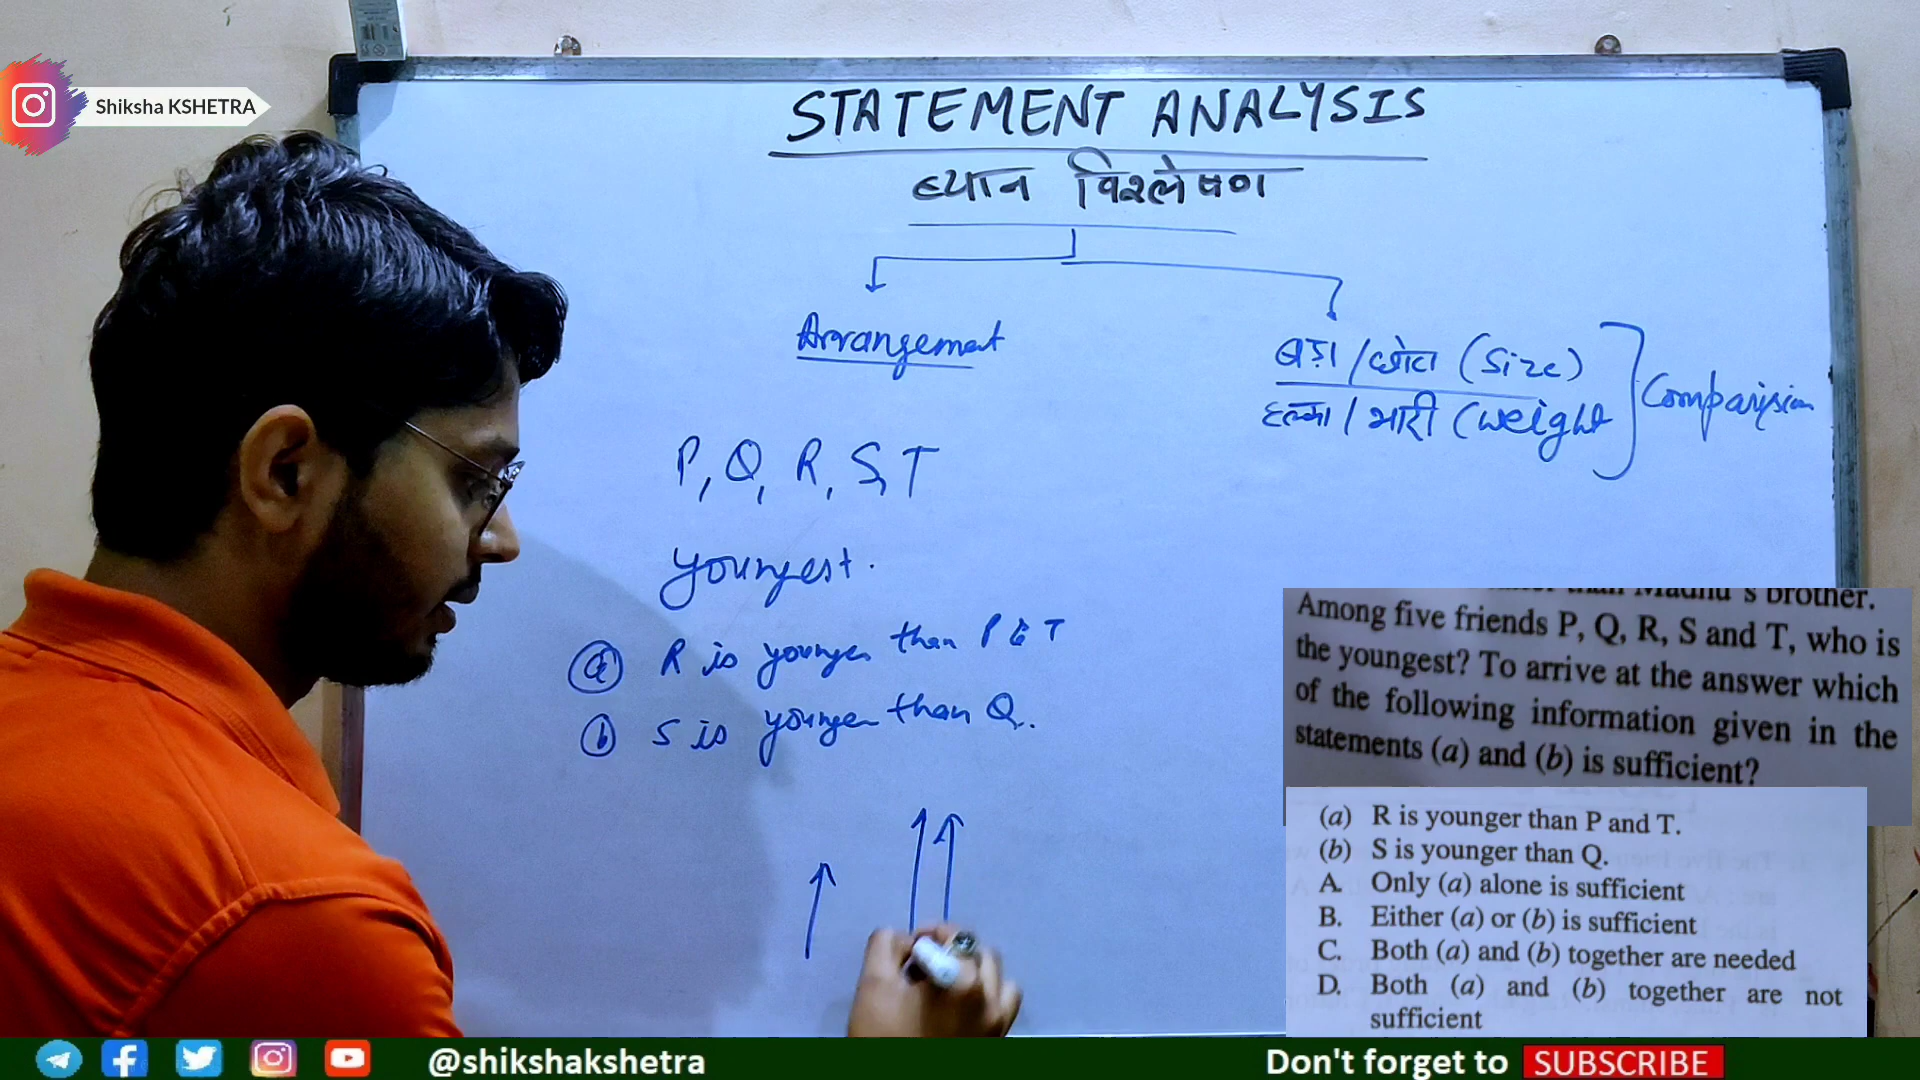 Shiksha KSHETRA
STATEMENT ANALYSIS
ध्यान विश्लेषण
Arrangement
बड़ा / छोटा (Size)
हल्का / भारी (weight
Comparision
P, Q, R, S, T
Youngest.
(a) R is younger than P & T
(b) S is younger than Q.
Madhu's brother.
Among five friends P, Q, R, S and T, who is
the youngest? To arrive at the answer which
of the following information given in the
statements (a) and (b) is sufficient?
(a) R is younger than P and T.
(b) S is younger than Q.
A. Only (a) alone is sufficient
B. Either (a) or (b) is sufficient
C. Both (a) and (b) together are needed
D. Both (a) and (b) together are not
sufficient
@shikshakshetra
Don't forget to SUBSCRIBE